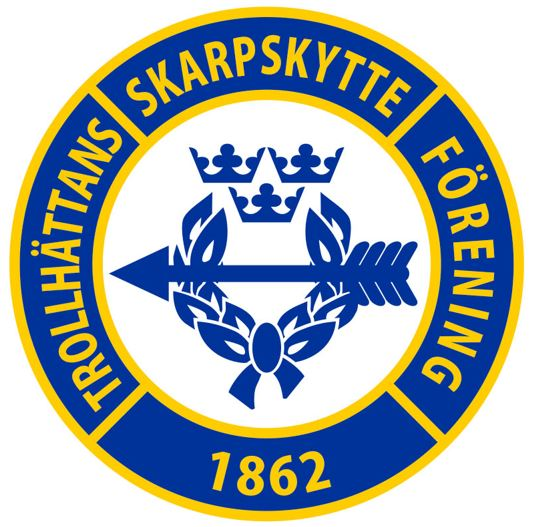 TROLLHÄTTANS
SKARPSKYTTE
FÖRENING
1862